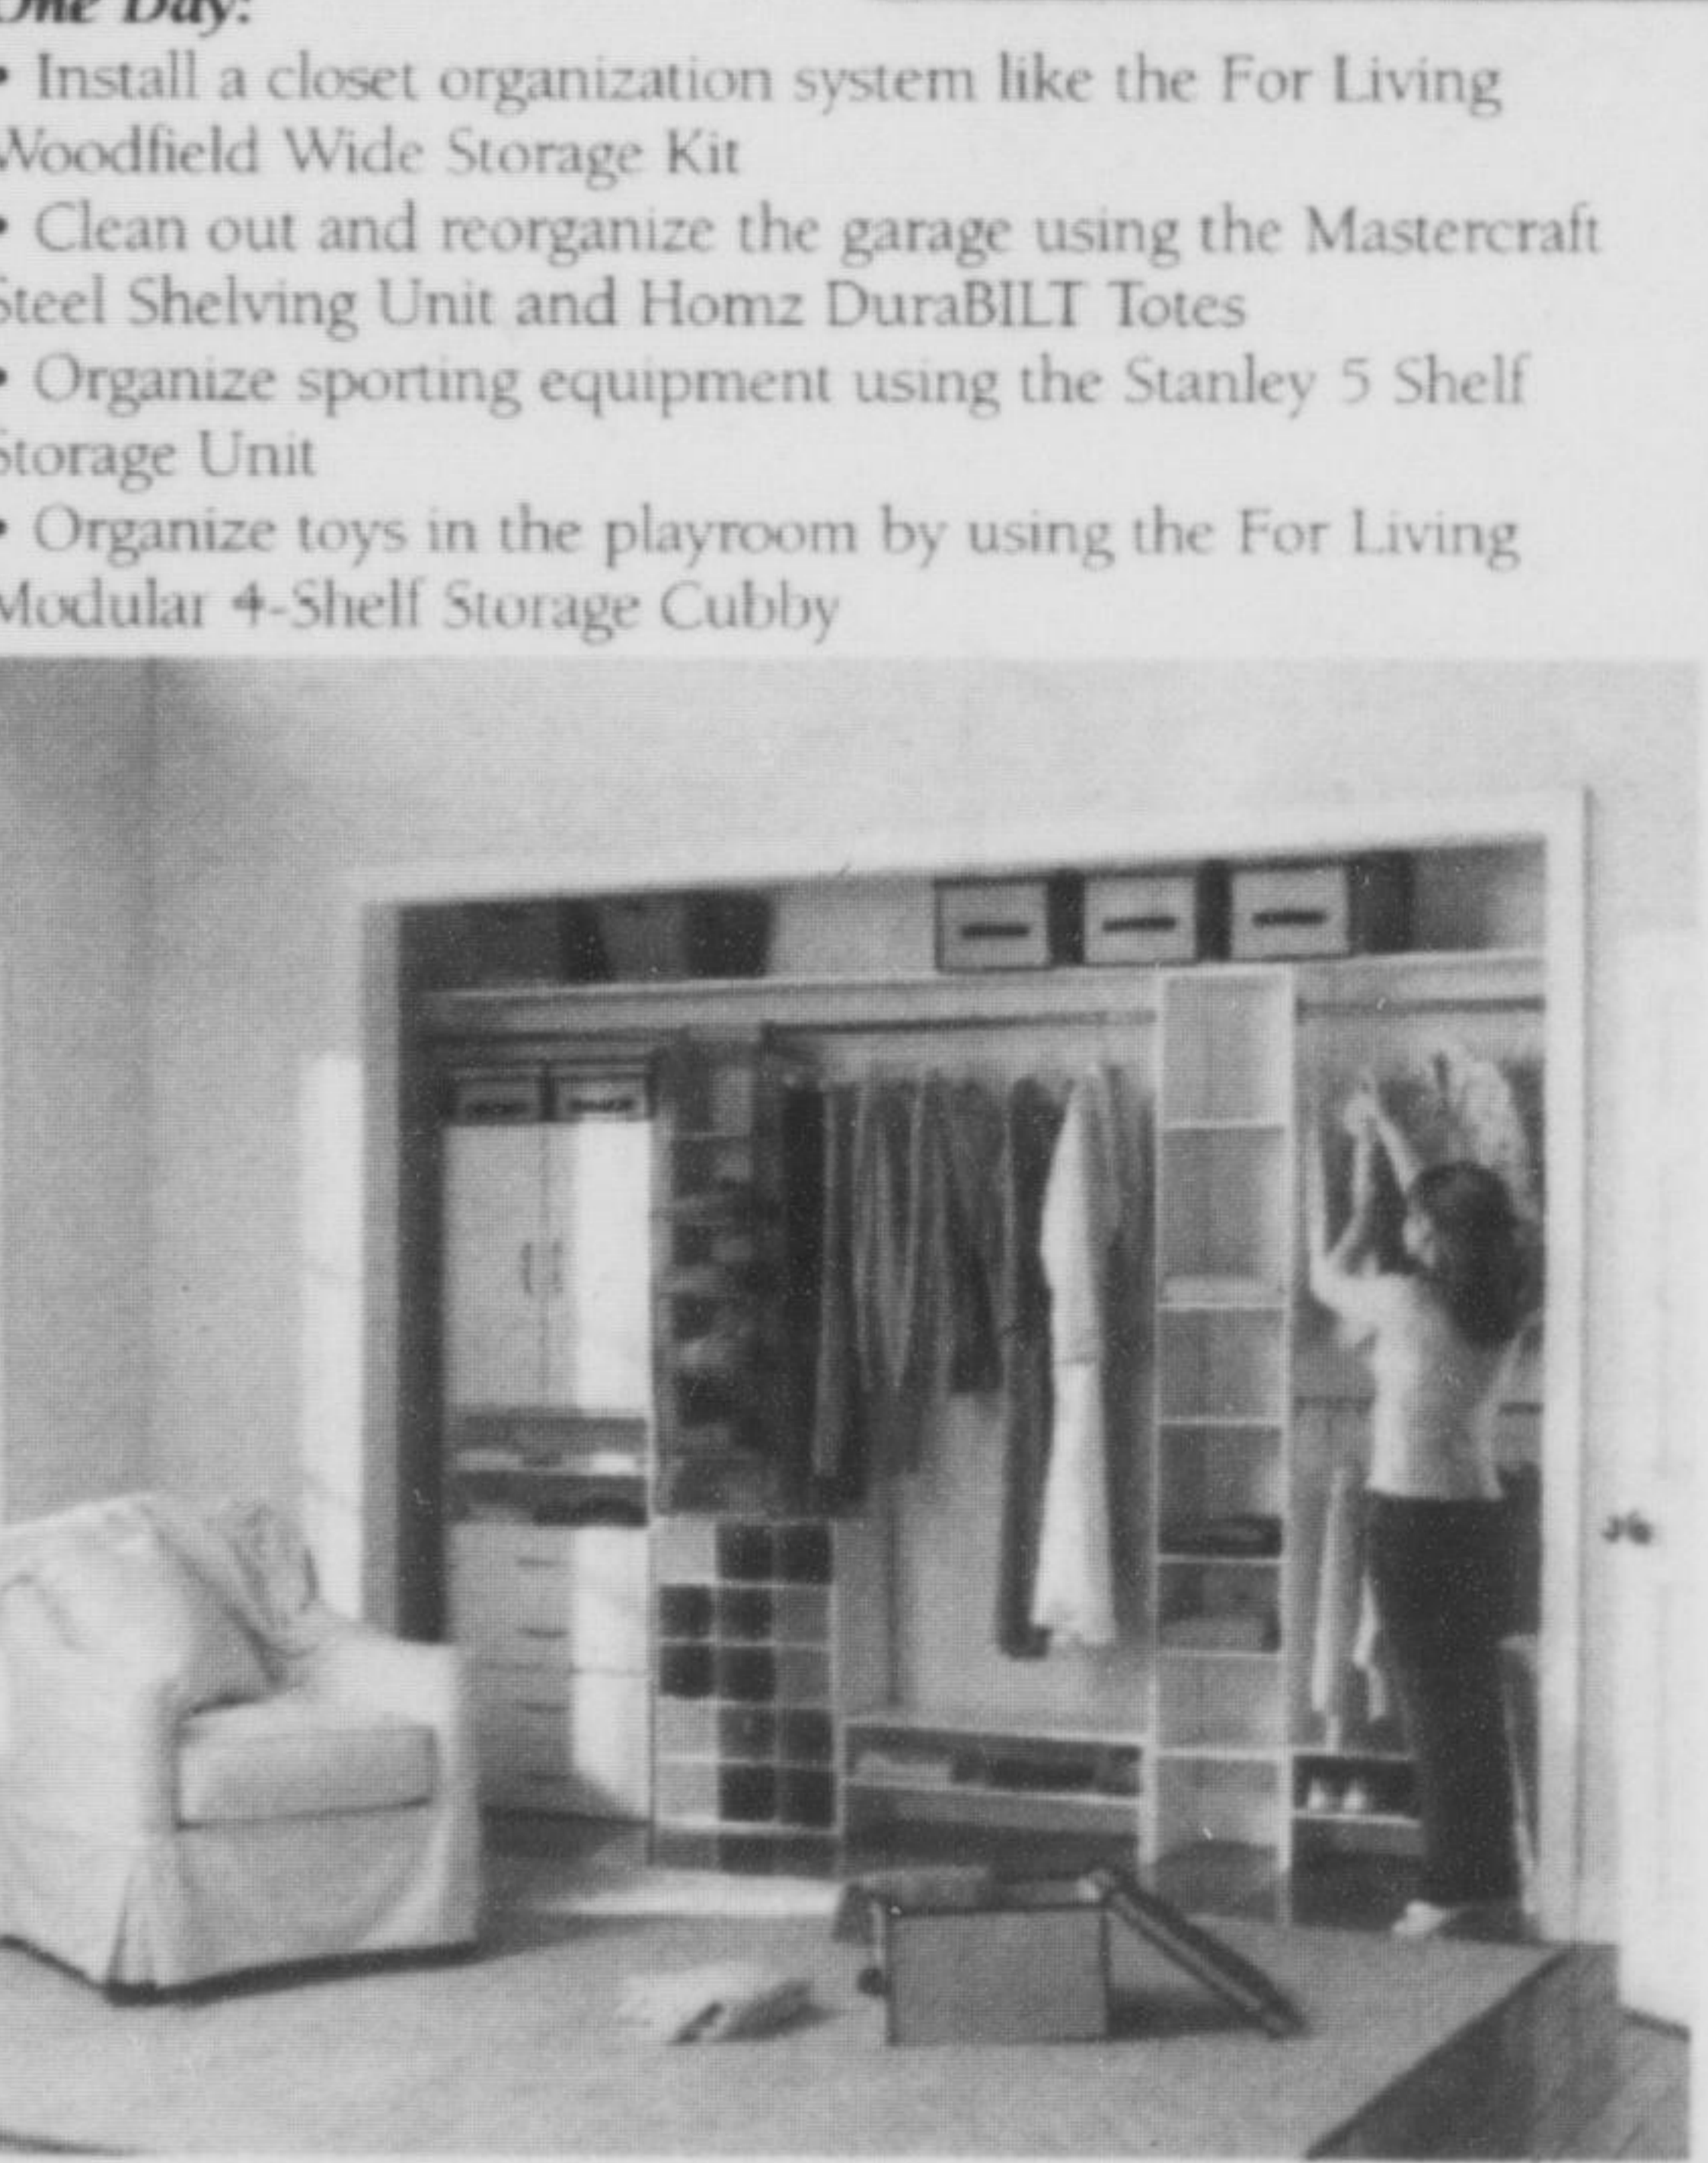 One Day:
• Install a closet organization system like the For Living
Woodfield Wide Storage Kit
• Clean out and reorganize the garage using the Mastercraft
Steel Shelving Unit and Homz DuraBILT Totes
• Organize sporting equipment using the Stanley 5 Shelf
Storage Unit
• Organize toys in the playroom by using the For Living
Modular 4-Shelf Storage Cubby